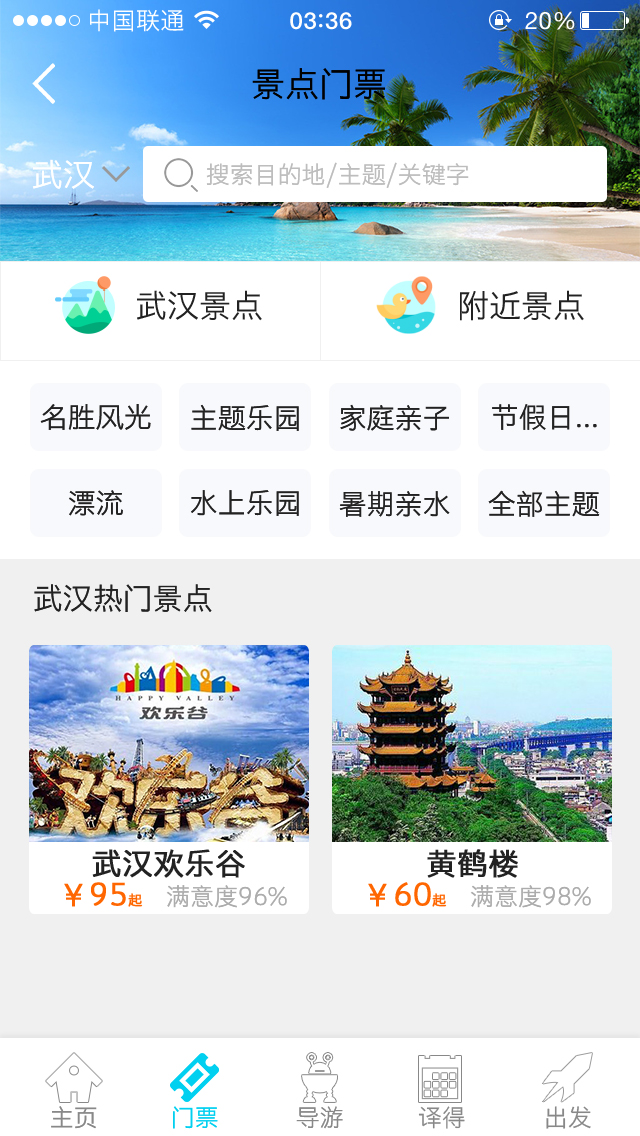 中国联通 03:36 20%
景点门票
武汉 搜索目的地/主题/关键字
武汉景点 附近景点
名胜风光 主题乐园 家庭亲子 节假日...
漂流 水上乐园 暑期亲水 全部主题
武汉热门景点
HAPPY VALLEY
欢乐谷
欢乐谷
武汉欢乐谷 黄鹤楼
￥95起 满意度96% ￥60起 满意度98%
主页 门票 导游 译得 出发